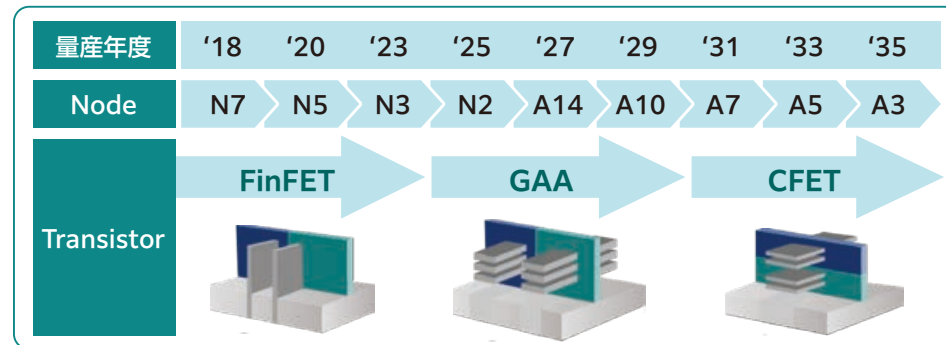 量産年度 ‘18 ‘20 ‘23 ‘25 ‘27 ‘29 ‘31 ‘33 ‘35
Node N7 N5 N3 N2 A14 A10 A7 A5 A3
FinFET GAA CFET
Transistor